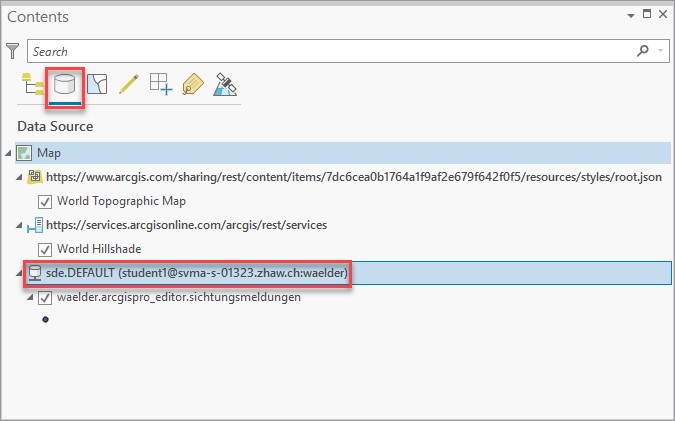 Contents
Search
Data Source
Map
https://www.arcgis.com/sharing/rest/content/items/7dc6cea0b1764a1f9af2e679f642f0f5/resources/styles/root.json
World Topographic Map
https://services.arcgisonline.com/arcgis/rest/services
World Hillshade
sde.DEFAULT (student1@svma-s-01323.zhaw.ch:waelder)
waelder.arcgispro_editor.sichtungsmeldungen